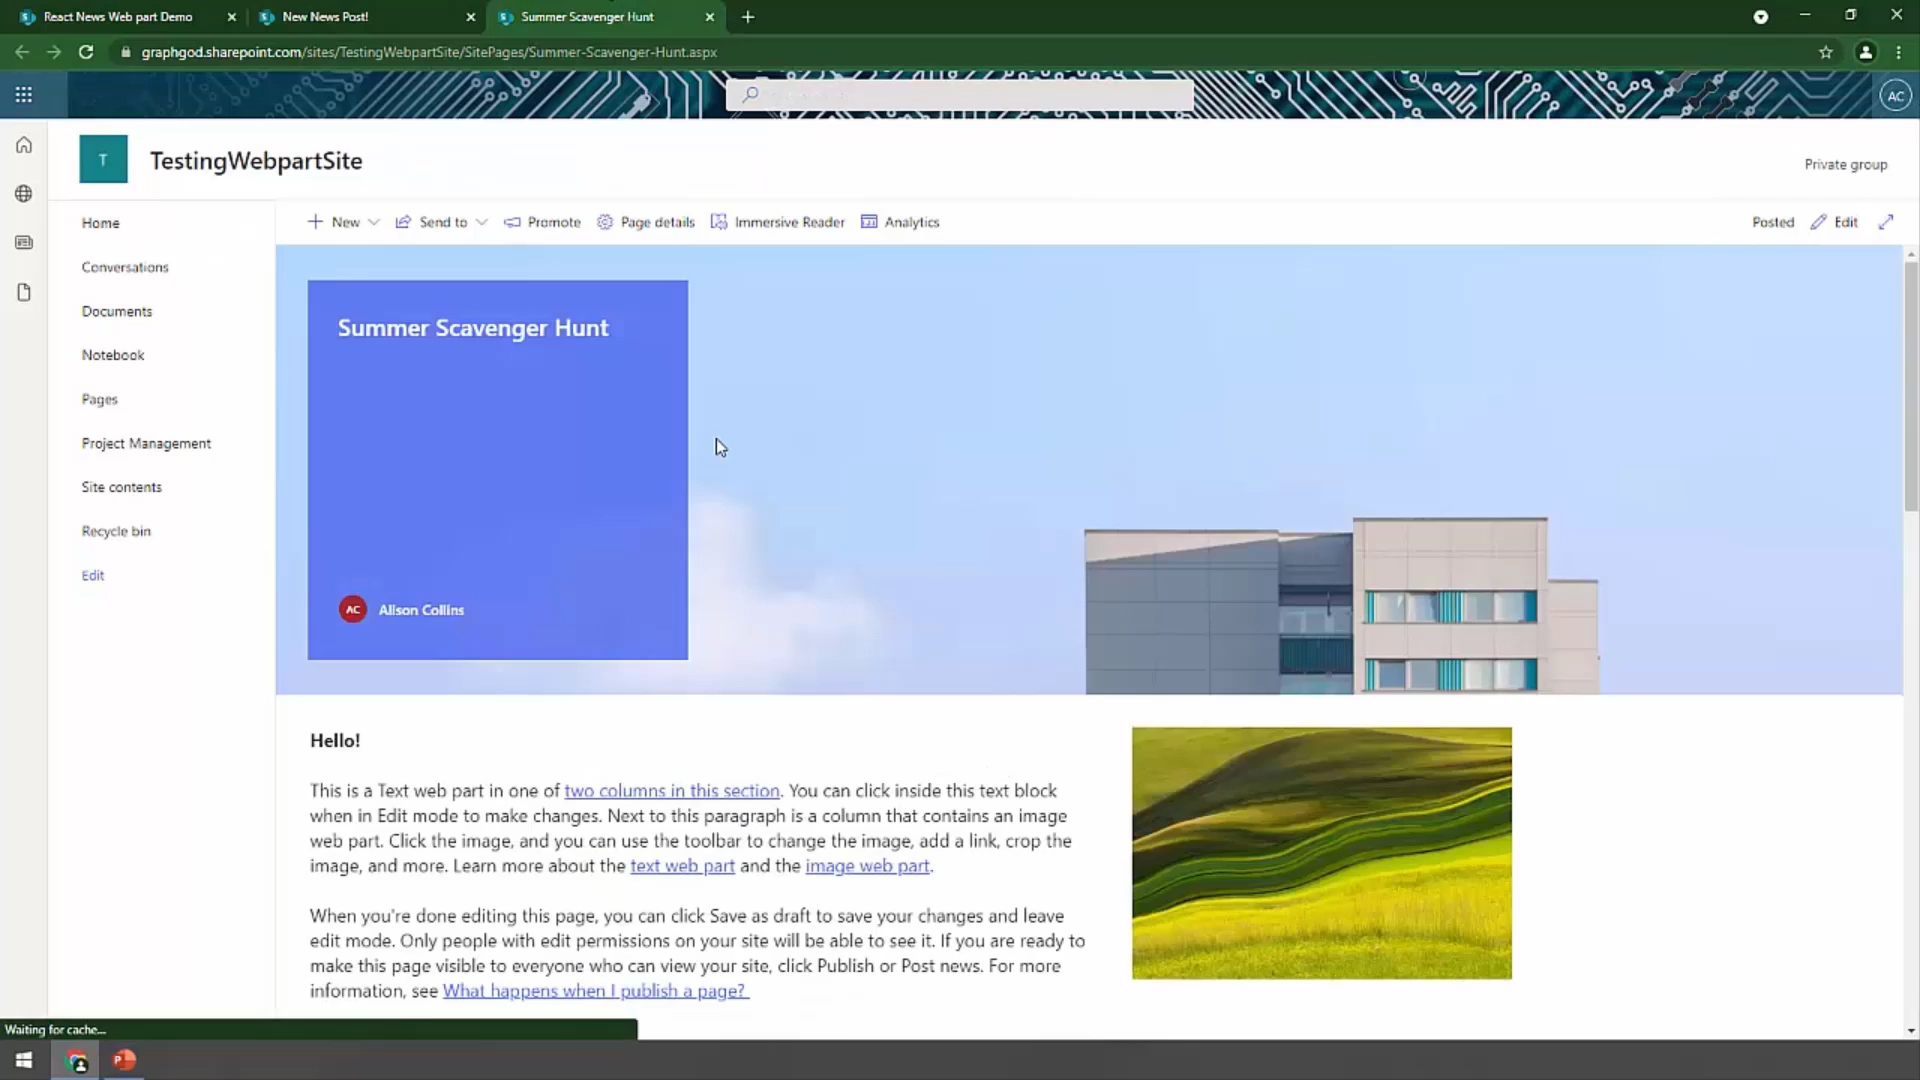 React News Web part Demo
New News Post!
Summer Scavenger Hunt
graphgod.sharepoint.com/sites/TestingWebpartSite/SitePages/Summer-Scavenger-Hunt.aspx
AC
T
TestingWebpartSite
Private group
Home
Conversations
Documents
Notebook
Pages
Project Management
Site contents
Recycle bin
Edit
New
Send to
Promote
Page details
Immersive Reader
Analytics
Posted
Edit
Summer Scavenger Hunt
AC
Alison Collins
Hello!
This is a Text web part in one of two columns in this section. You can click inside this text block
when in Edit mode to make changes. Next to this paragraph is a column that contains an image
web part. Click the image, and you can use the toolbar to change the image, add a link, crop the
image, and more. Learn more about the text web part and the image web part.
When you're done editing this page, you can click Save as draft to save your changes and leave
edit mode. Only people with edit permissions on your site will be able to see it. If you are ready to
make this page visible to everyone who can view your site, click Publish or Post news. For more
information, see What happens when I publish a page?
Waiting for cache...
P